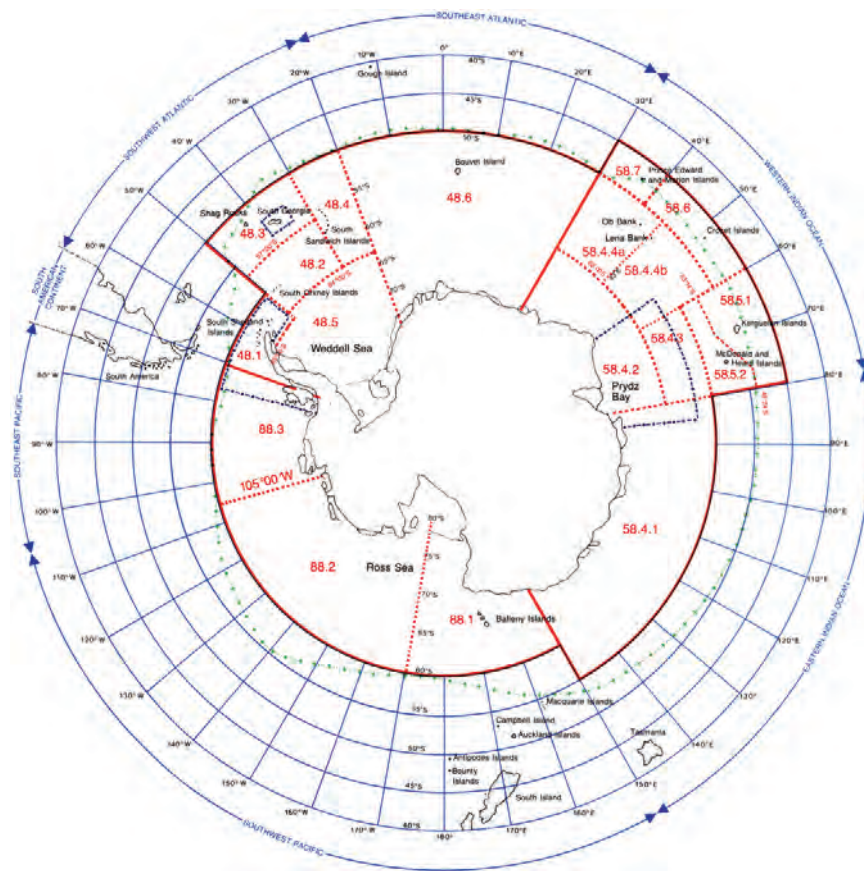 SOUTHEAST ATLANTIC
SOUTHWEST ATLANTIC
WESTERN INDIAN OCEAN
SOUTH
AMERICAN
CONTINENT
SOUTHEAST PACIFIC
SOUTHWEST PACIFIC
EASTERN INDIAN OCEAN
0°
10°W
20°W
30°W
40°W
50°W
60°W
70°W
80°W
90°W
100°W
110°W
120°W
130°W
140°W
150°W
160°W
170°W
180°
10°E
20°E
30°E
40°E
50°E
60°E
70°E
80°E
90°E
100°E
110°E
120°E
130°
140°E
150°E
160°E
170°E
40°S
45°S
50°S
Gough Island
Bouvet Island
48.6
58.7
Prince Edward
and Marion Islands
58.6
Ob Bank
Lena Bank
Crozet Islands
58.4.4a
58.4.4b
58.5.1
Kerguelen Islands
58.4.3
McDonald and
Heard Islands
58.5.2
58.4.2
Prydz
Bay
58.4.1
Shag Rocks
South Georgia
48.3
48.4
South
Sandwich Islands
48.2
South Orkney Islands
48.5
South Shetland
Islands
Weddell Sea
48.1
South America
88.3
105°00'W
88.2
Ross Sea
80°S
75°S
70°S
65°S
60°S
88.1
Balleny Islands
55°S
50°S
45°S
Macquarie Islands
Campbell Island
Auckland Islands
Antipodes Islands
Bounty
Islands
South Island
Tasmania